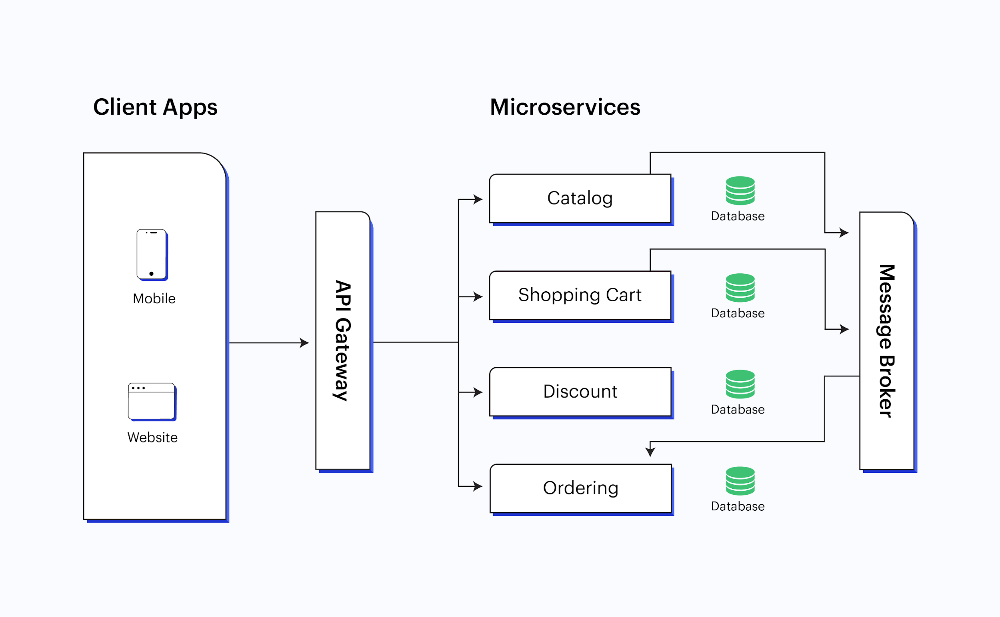 Client Apps
Mobile
Website
API Gateway
Microservices
Catalog
Database
Shopping Cart
Database
Discount
Database
Ordering
Database
Message Broker